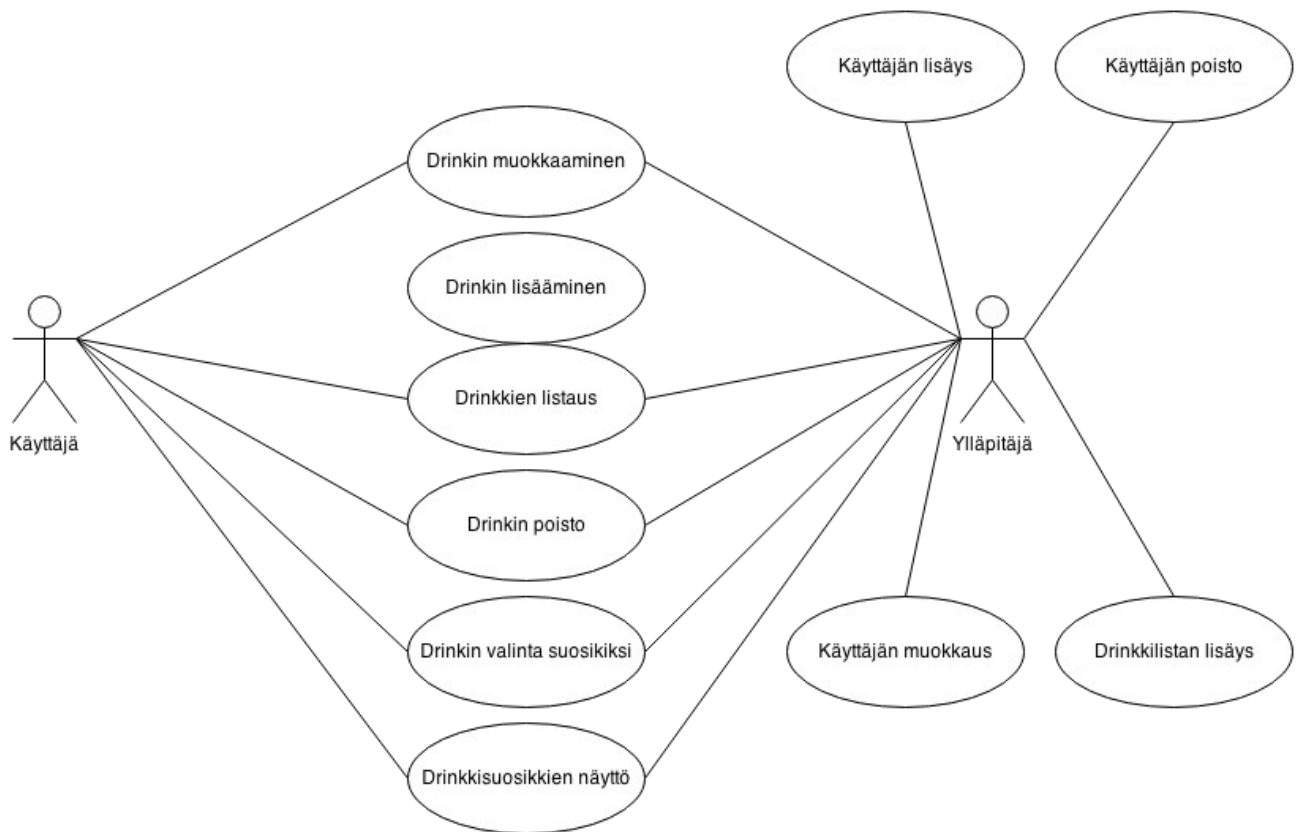 Käyttäjän lisäys
Käyttäjän poisto
Drinkin muokkaaminen
Drinkin lisääminen
Drinkkien listaus
Käyttäjä
Ylläpitäjä
Drinkin poisto
Drinkin valinta suosikiksi
Käyttäjän muokkaus
Drinkkilistan lisäys
Drinkkisuosikkien näyttö